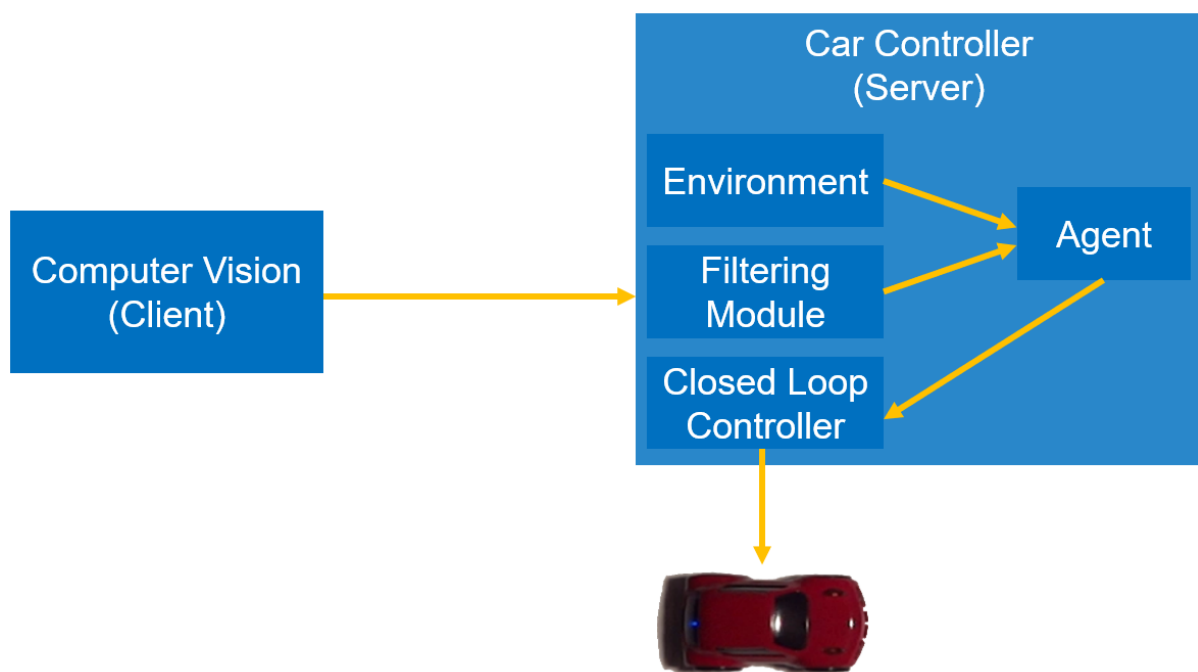 Car Controller
(Server)
Environment
Agent
Computer Vision
(Client)
Filtering
Module
Closed Loop
Controller